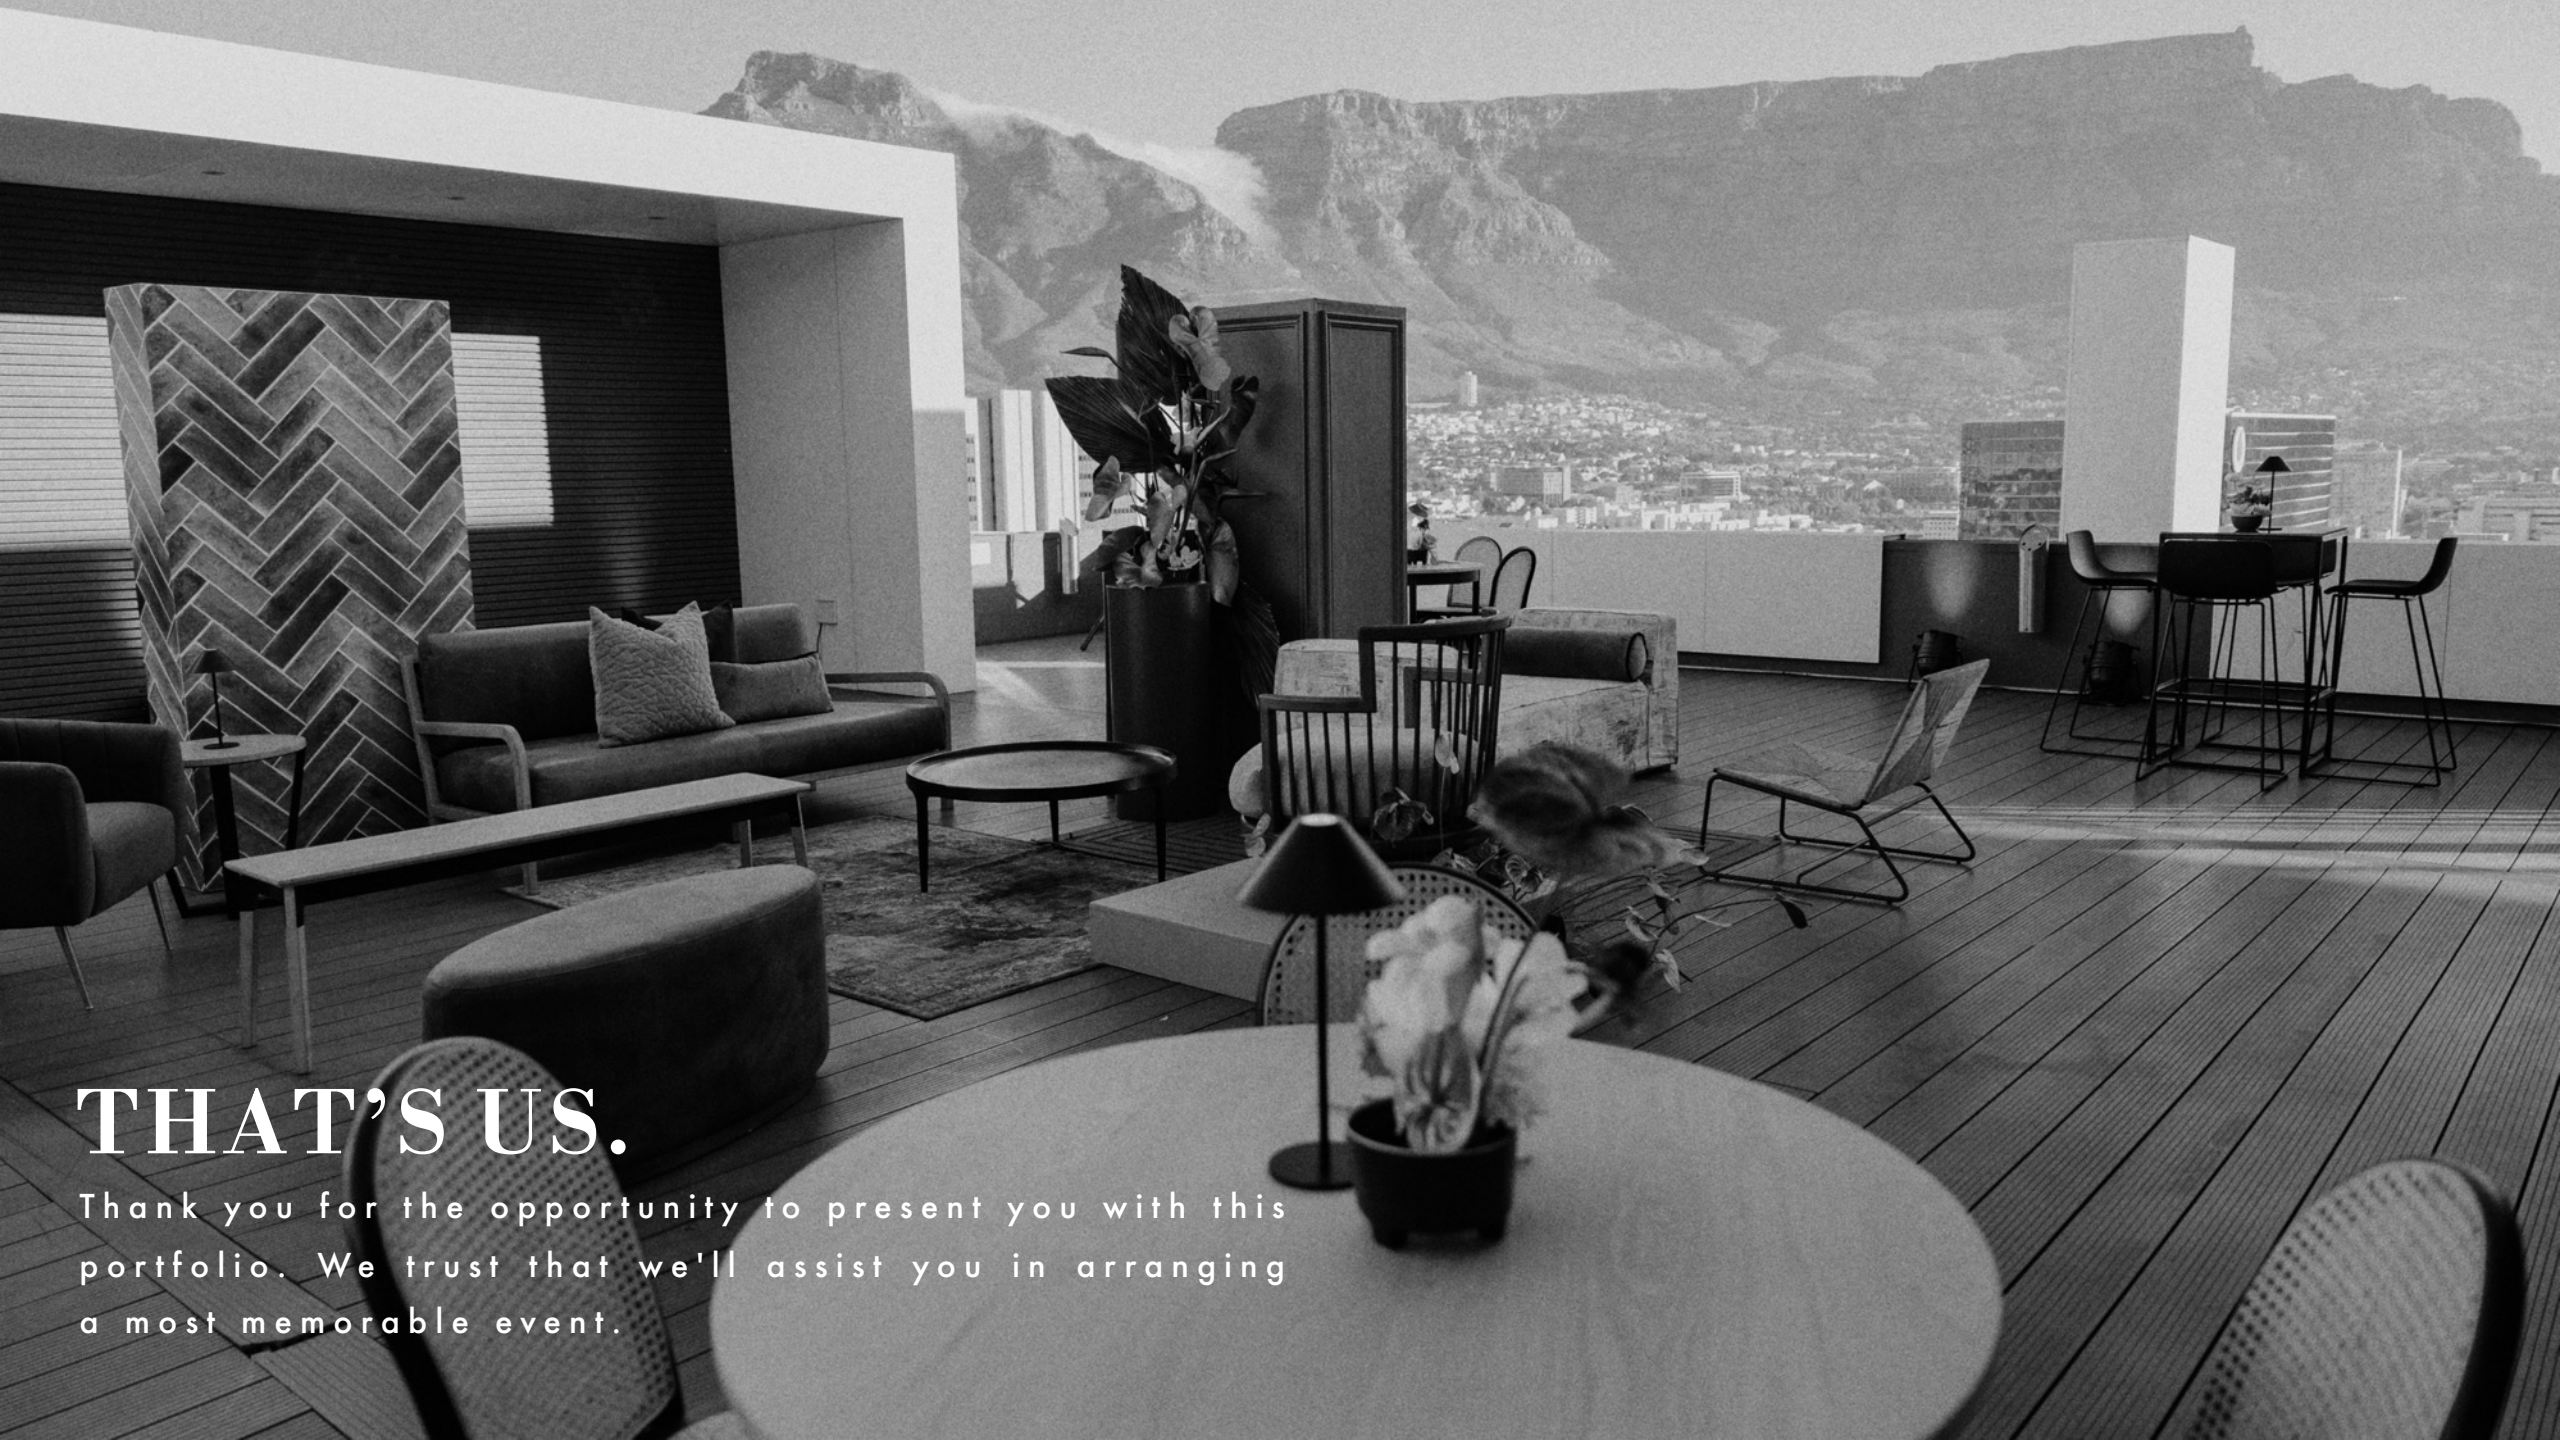 THAT’S US.
Thank you for the opportunity to present you with this
portfolio. We trust that we'll assist you in arranging
a most memorable event.